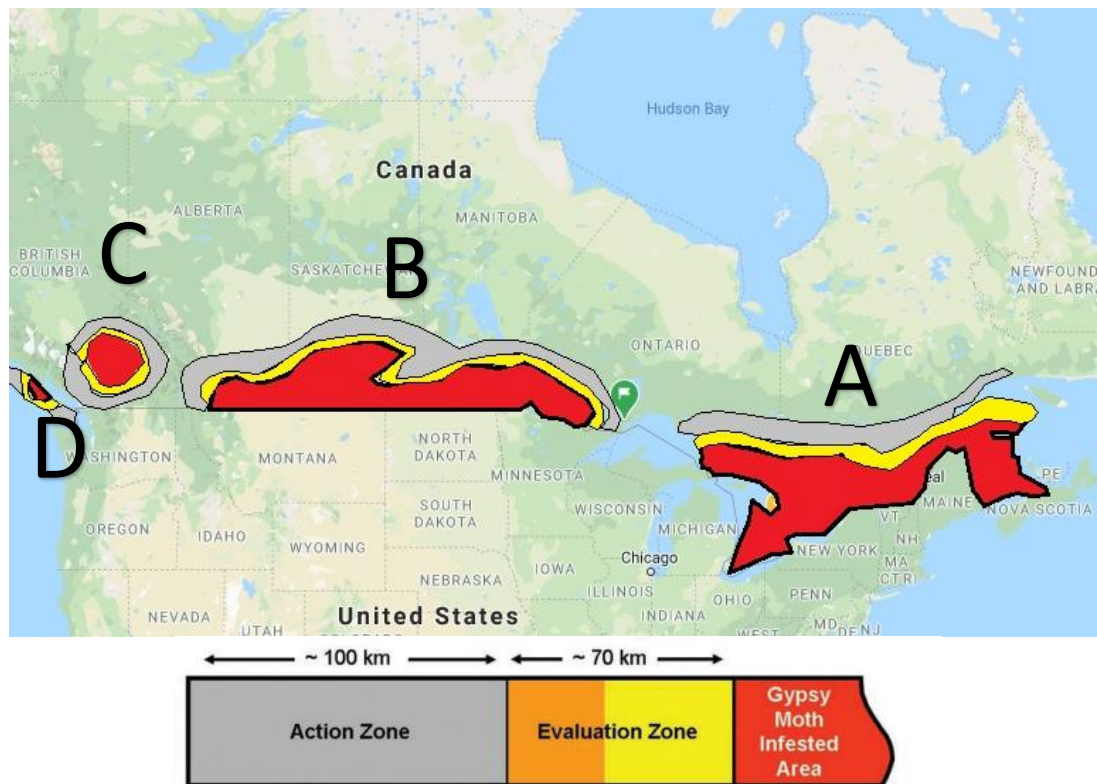 Hudson Bay
Canada
ALBERTA
MANITOBA
C
B
BRITISH
COLUMBIA
SASKATCHE
NEWFOUND
AND LABRA
ONTARIO
A
QUEBEC
D
WASHINGTON
MONTANA
NORTH
DAKOTA
MINNESOTA
eal
MAINE
PE
NOVA SCOTIA
OREGON
IDAHO
SOUTH
DAKOTA
WISCONSIN
MICHIGAN
VT
NH
NEW YORK
MA
CT RI
WYOMING
Chicago
IOWA
NEBRASKA
ILLINOIS
INDIANA
OHIO
PENN
NEVADA
UTAH
COLORADO
United States
WEST
MD
DE NJ
~ 100 km
~ 70 km
Action Zone
Evaluation Zone
Gypsy
Moth
Infested
Area